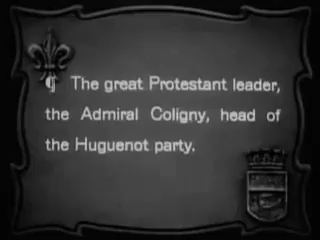 ¶ The great Protestant leader,
the Admiral Coligny, head of
the Huguenot party.